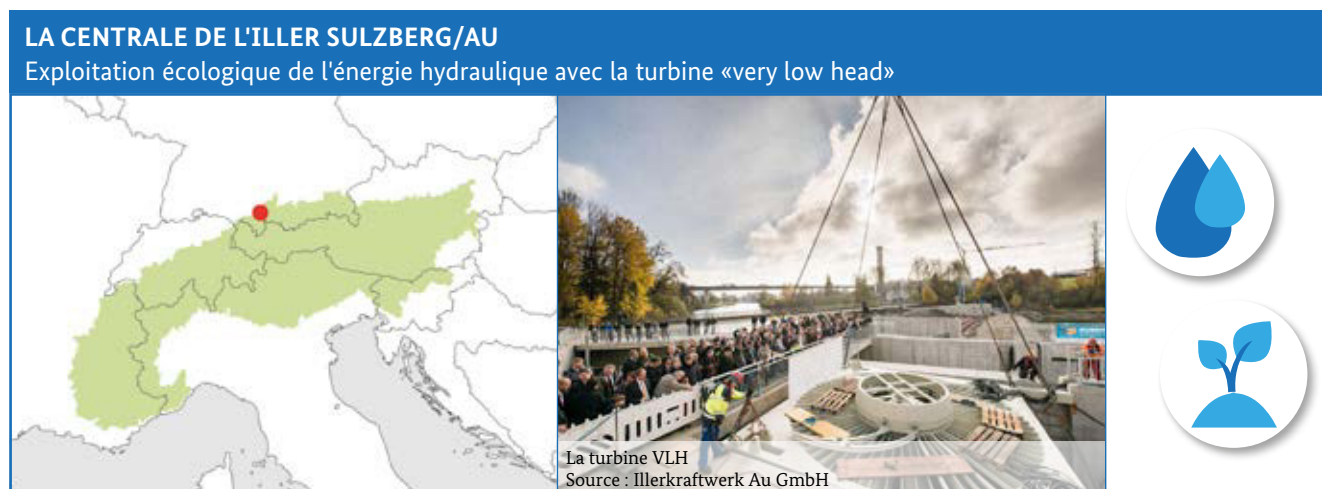 LA CENTRALE DE L'ILLER SULZBERG/AU
Exploitation écologique de l'énergie hydraulique avec la turbine «very low head»
La turbine VLH
Source : Illerkraftwerk Au GmbH